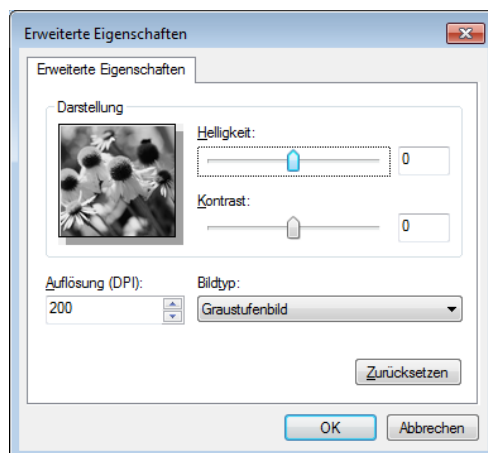 Erweiterte Eigenschaften
Erweiterte Eigenschaften
Darstellung
Helligkeit:
0
Kontrast:
0
Auflösung (DPI):
Bildtyp:
200
Graustufenbild
Zurücksetzen
OK
Abbrechen